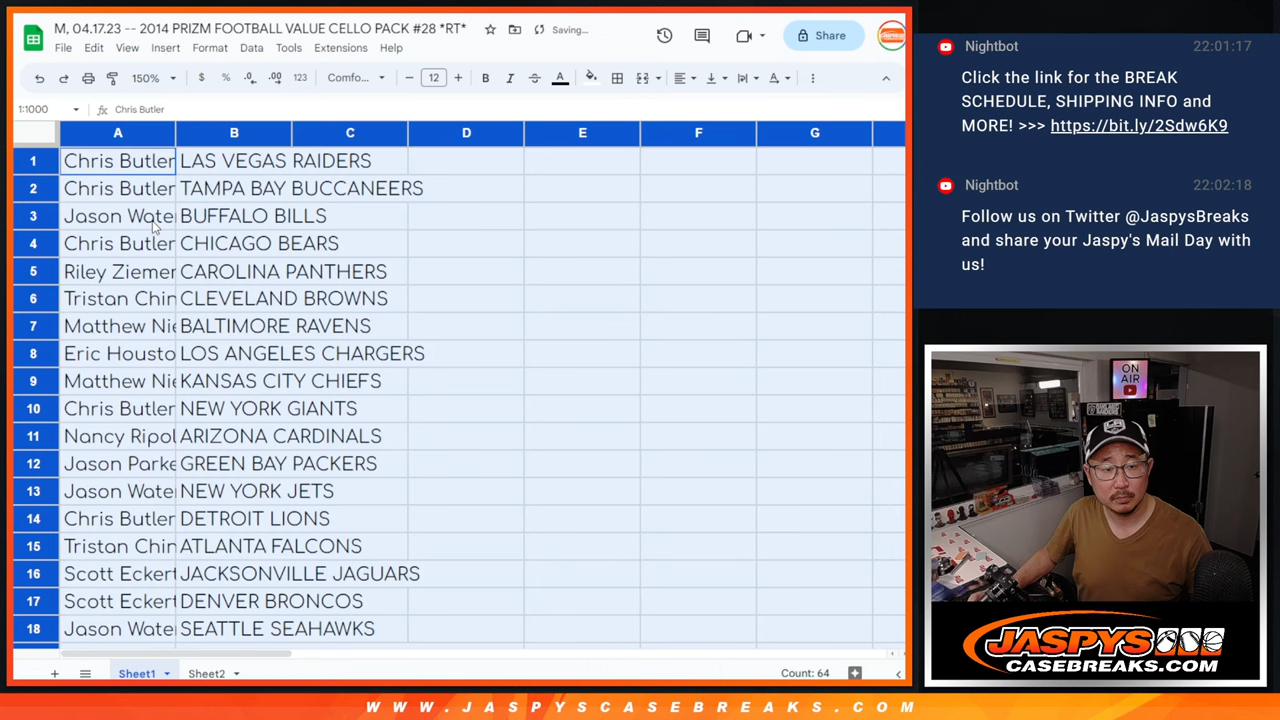 M, 04.17.23 -- 2014 PRIZM FOOTBALL VALUE CELLO PACK #28 *RT*
Saving...
File Edit View Insert Format Data Tools Extensions Help
Share
150% $ % .0 .00 123 Comfo... 12 B I A
1:1000 fx Chris Butler
A B C D E F G
1 Chris Butler LAS VEGAS RAIDERS
2 Chris Butler TAMPA BAY BUCCANEERS
3 Jason Wate BUFFALO BILLS
4 Chris Butler CHICAGO BEARS
5 Riley Ziemer CAROLINA PANTHERS
6 Tristan Chin CLEVELAND BROWNS
7 Matthew Nie BALTIMORE RAVENS
8 Eric Housto LOS ANGELES CHARGERS
9 Matthew Nie KANSAS CITY CHIEFS
10 Chris Butler NEW YORK GIANTS
11 Nancy Ripol ARIZONA CARDINALS
12 Jason Parke GREEN BAY PACKERS
13 Jason Wate NEW YORK JETS
14 Chris Butler DETROIT LIONS
15 Tristan Chin ATLANTA FALCONS
16 Scott Eckert JACKSONVILLE JAGUARS
17 Scott Eckert DENVER BRONCOS
18 Jason Wate SEATTLE SEAHAWKS
Sheet1 Sheet2 Count: 64
Nightbot 22:01:17
Click the link for the BREAK
SCHEDULE, SHIPPING INFO and
MORE! >>> https://bit.ly/2Sdw6K9
Nightbot 22:02:18
Follow us on Twitter @JaspysBreaks
and share your Jaspy's Mail Day with
us!
ON
AIR
JASPYS
CASEBREAKS.COM
WWW.JASPYSCASEBREAKS.COM